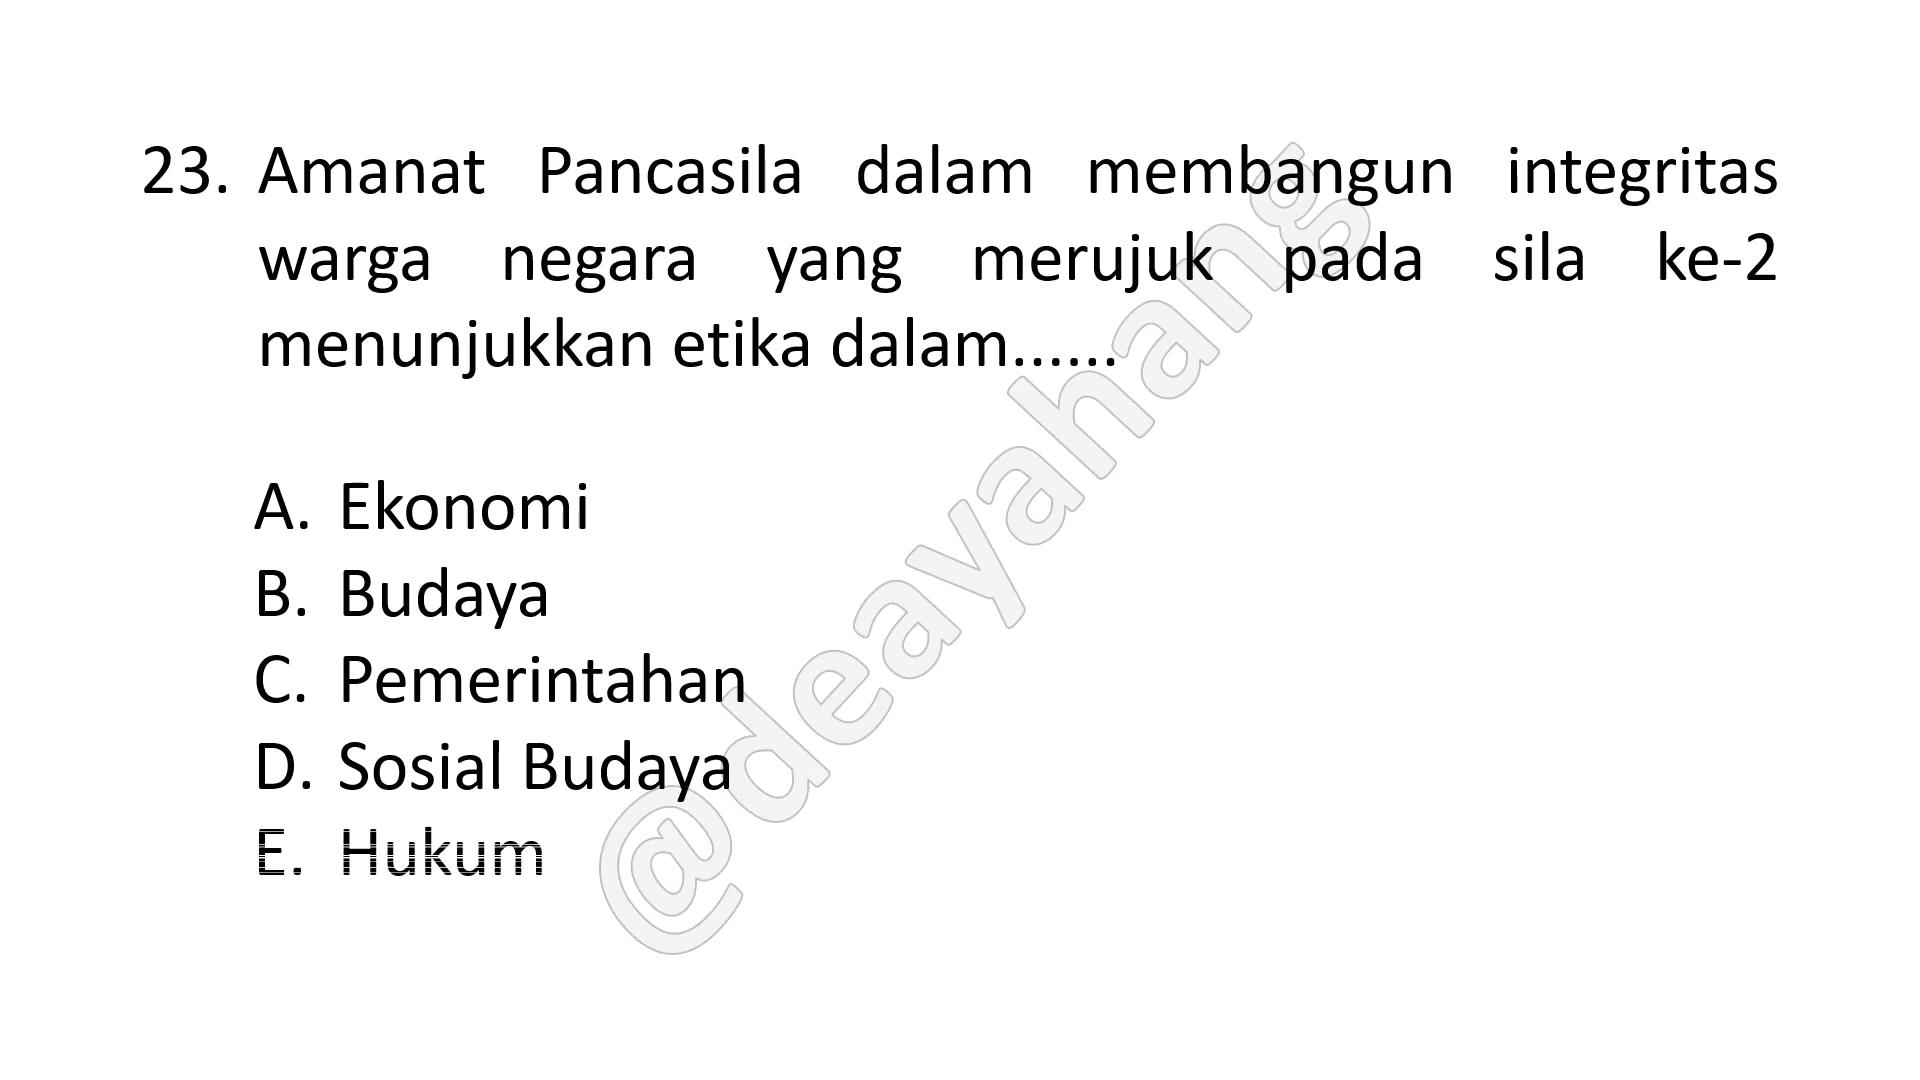 23. Amanat Pancasila dalam membangun integritas
warga negara yang merujuk pada sila ke-2
menunjukkan etika dalam......
A. Ekonomi
B. Budaya
C. Pemerintahan
D. Sosial Budaya
E. Hukum
@deayahang